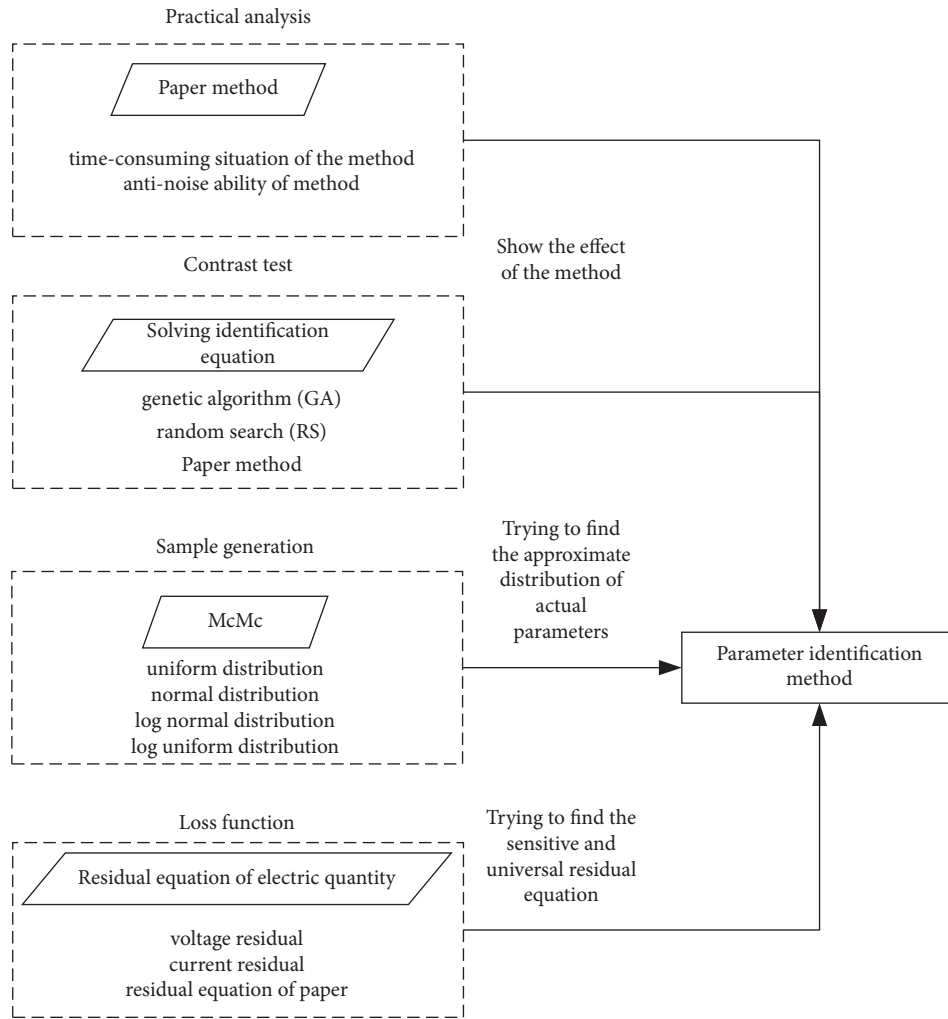 Practical analysis
Paper method
time-consuming situation of the method
anti-noise ability of method
Show the effect
of the method
Contrast test
Solving identification
equation
genetic algorithm (GA)
random search (RS)
Paper method
Trying to find
the approximate
distribution of
actual
parameters
Sample generation
McMc
uniform distribution
normal distribution
log normal distribution
log uniform distribution
Parameter identification
method
Loss function
Residual equation of electric quantity
voltage residual
current residual
residual equation of paper
Trying to find the
sensitive and
universal residual
equation